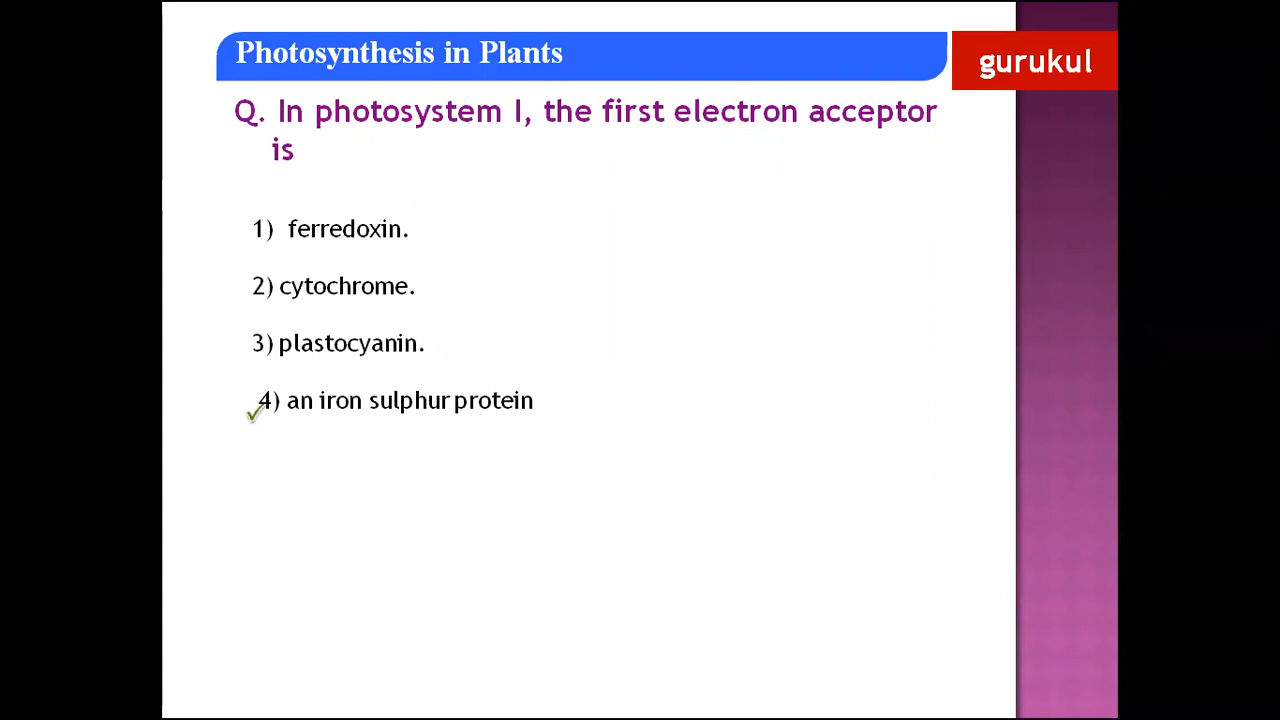 Photosynthesis in Plants
gurukul
Q. In photosystem I, the first electron acceptor
is
1) ferredoxin.
2) cytochrome.
3) plastocyanin.
4) an iron sulphur protein